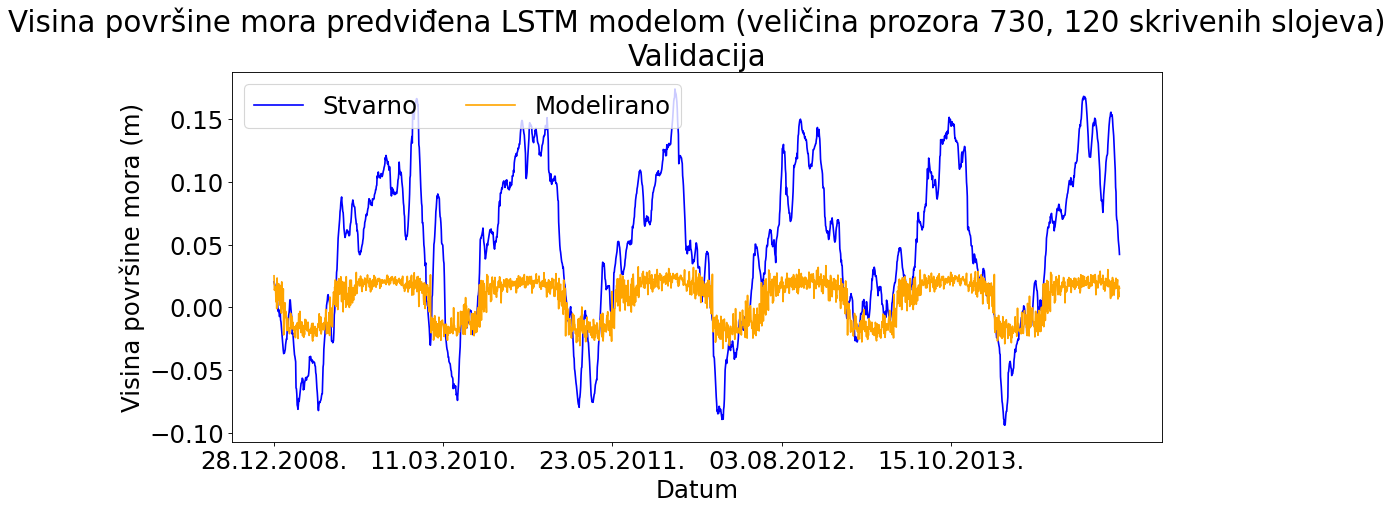 Visina površine mora predviđena LSTM modelom (veličina prozora 730, 120 skrivenih slojeva)
Validacija
Stvarno Modelirano
Visina površine mora (m)
0.15
0.10
0.05
0.00
−0.05
−0.10
28.12.2008. 11.03.2010. 23.05.2011. 03.08.2012. 15.10.2013.
Datum